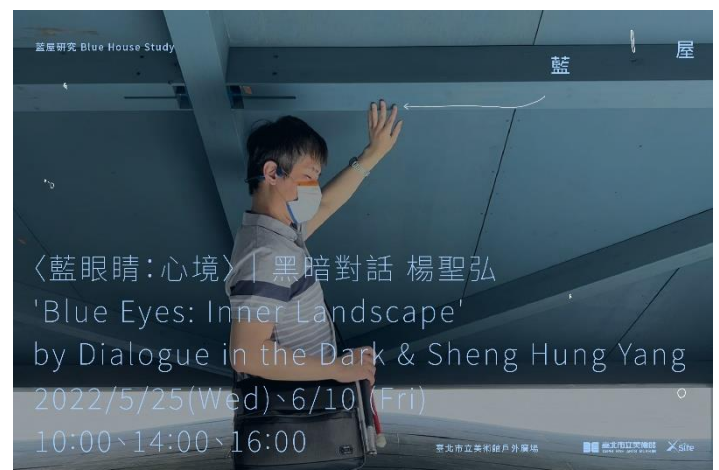 藍屋研究 Blue House Study
藍 屋
〈藍眼睛:心境〉|黑暗對話 楊聖弘
'Blue Eyes: Inner Landscape'
by Dialogue in the Dark & Sheng Hung Yang
2022/5/25(Wed)、6/10 (Fri)
10:00、14:00、16:00
臺北市立美術館戶外廣場
臺北市立美術館
X site